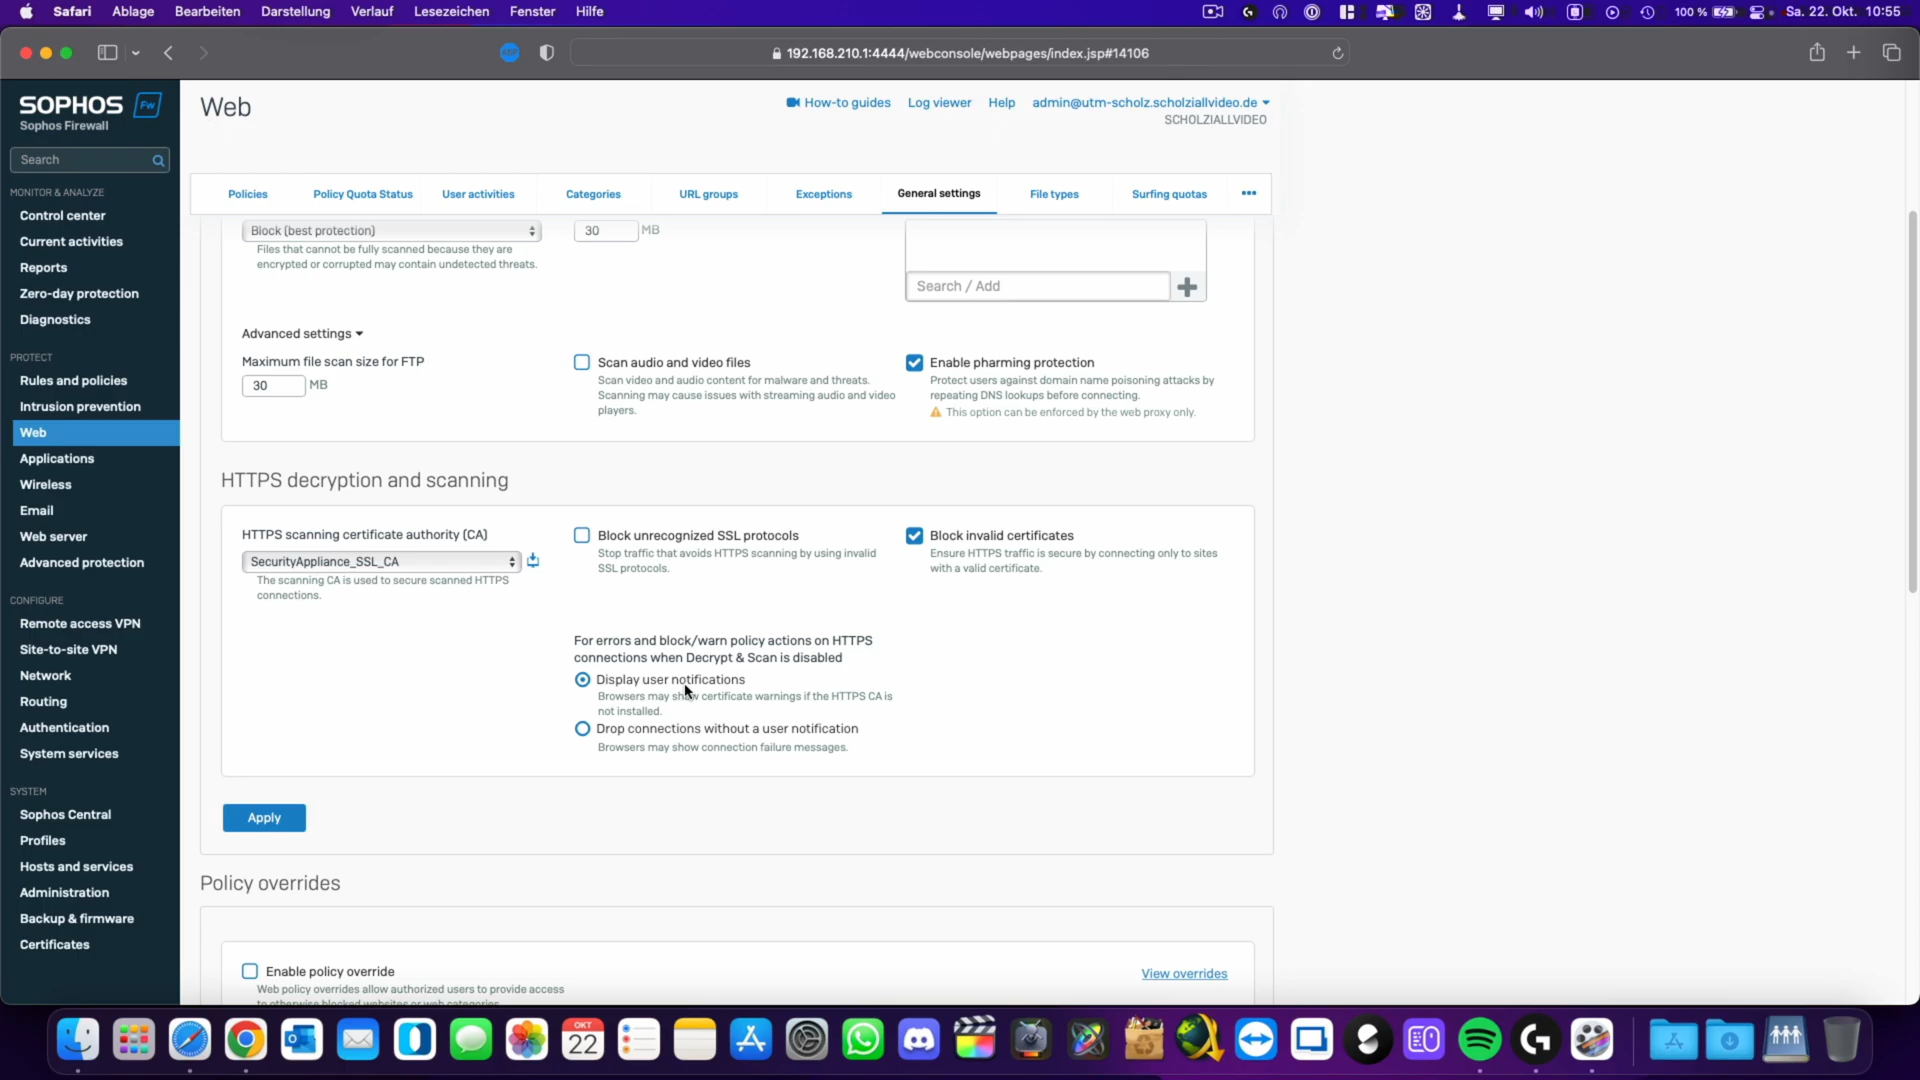 Safari Ablage Bearbeiten Darstellung Verlauf Lesezeichen Fenster Hilfe
100 % Sa. 22. Okt. 10:55
192.168.210.1:4444/webconsole/webpages/index.jsp#14106
SOPHOS Fw
Sophos Firewall
Search
MONITOR & ANALYZE
Control center
Current activities
Reports
Zero-day protection
Diagnostics
PROTECT
Rules and policies
Intrusion prevention
Web
Applications
Wireless
Email
Web server
Advanced protection
CONFIGURE
Remote access VPN
Site-to-site VPN
Network
Routing
Authentication
System services
SYSTEM
Sophos Central
Profiles
Hosts and services
Administration
Backup & firmware
Certificates
Web
How-to guides Log viewer Help admin@utm-scholz.scholziallvideo.de
SCHOLZIALLVIDEO
Policies Policy Quota Status User activities Categories URL groups Exceptions General settings File types Surfing quotas •••
Block (best protection)
Files that cannot be fully scanned because they are
encrypted or corrupted may contain undetected threats.
30 MB
Search / Add
Advanced settings
Maximum file scan size for FTP
30 MB
Scan audio and video files
Scan video and audio content for malware and threats.
Scanning may cause issues with streaming audio and video
players.
Enable pharming protection
Protect users against domain name poisoning attacks by
repeating DNS lookups before connecting.
This option can be enforced by the web proxy only.
HTTPS decryption and scanning
HTTPS scanning certificate authority (CA)
SecurityAppliance_SSL_CA
The scanning CA is used to secure scanned HTTPS
connections.
Block unrecognized SSL protocols
Stop traffic that avoids HTTPS scanning by using invalid
SSL protocols.
Block invalid certificates
Ensure HTTPS traffic is secure by connecting only to sites
with a valid certificate.
For errors and block/warn policy actions on HTTPS
connections when Decrypt & Scan is disabled
Display user notifications
Browsers may show certificate warnings if the HTTPS CA is
not installed.
Drop connections without a user notification
Browsers may show connection failure messages.
Apply
Policy overrides
Enable policy override
View overrides
Web policy overrides allow authorized users to provide access
to otherwise blocked websites or web categories.
OKT
22